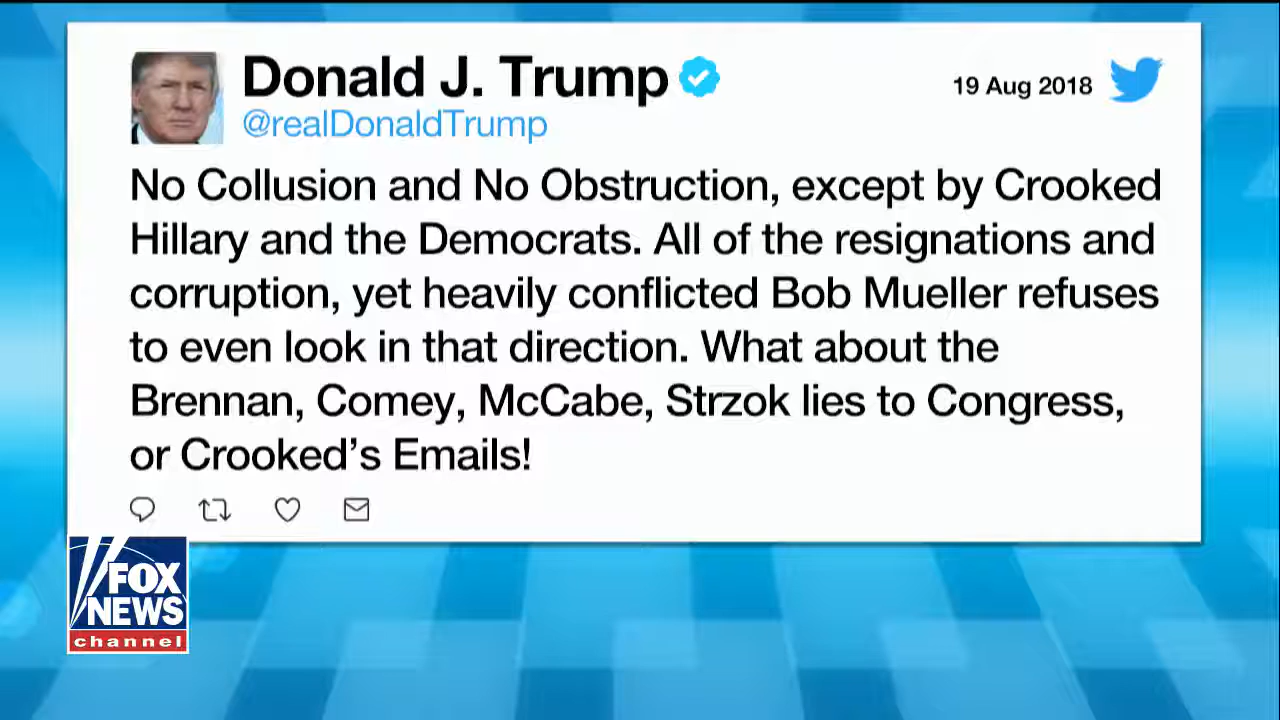 Donald J. Trump
@realDonaldTrump
19 Aug 2018
No Collusion and No Obstruction, except by Crooked
Hillary and the Democrats. All of the resignations and
corruption, yet heavily conflicted Bob Mueller refuses
to even look in that direction. What about the
Brennan, Comey, McCabe, Strzok lies to Congress,
or Crooked’s Emails!
FOX
NEWS
channel